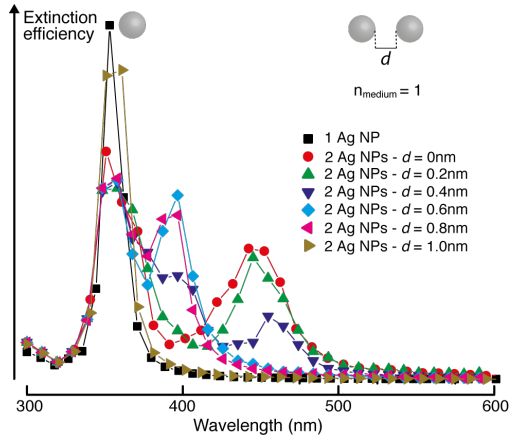 Extinction
efficiency
d
n_medium = 1
1 Ag NP
2 Ag NPs - d = 0nm
2 Ag NPs - d = 0.2nm
2 Ag NPs - d = 0.4nm
2 Ag NPs - d = 0.6nm
2 Ag NPs - d = 0.8nm
2 Ag NPs - d = 1.0nm
300 400 500 600
Wavelength (nm)